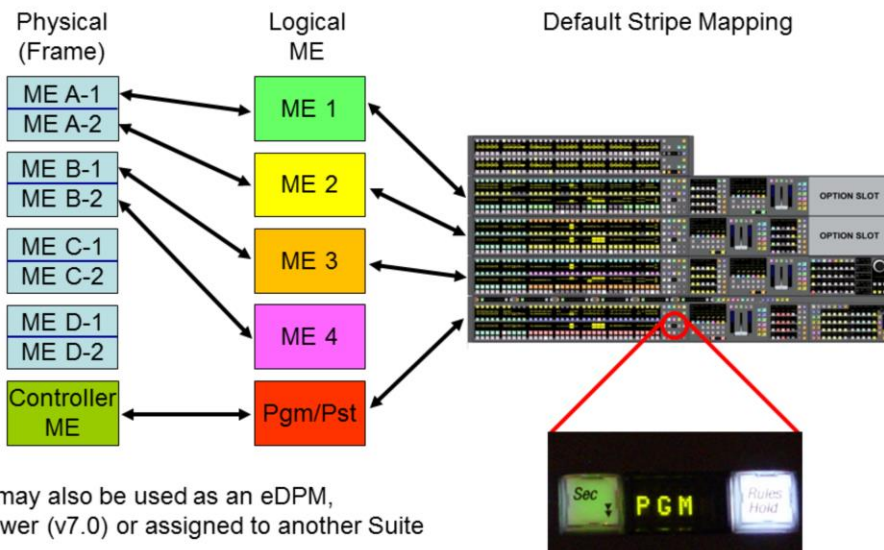 Physical
(Frame)
Logical
ME
Default Stripe Mapping
ME A-1
ME A-2
ME B-1
ME B-2
ME C-1
ME C-2
ME D-1
ME D-2
Controller
ME
ME 1
ME 2
ME 3
ME 4
Pgm/Pst
OPTION SLOT
OPTION SLOT
Sec
PGM
Rules
Hold
may also be used as an eDPM,
wer (v7.0) or assigned to another Suite